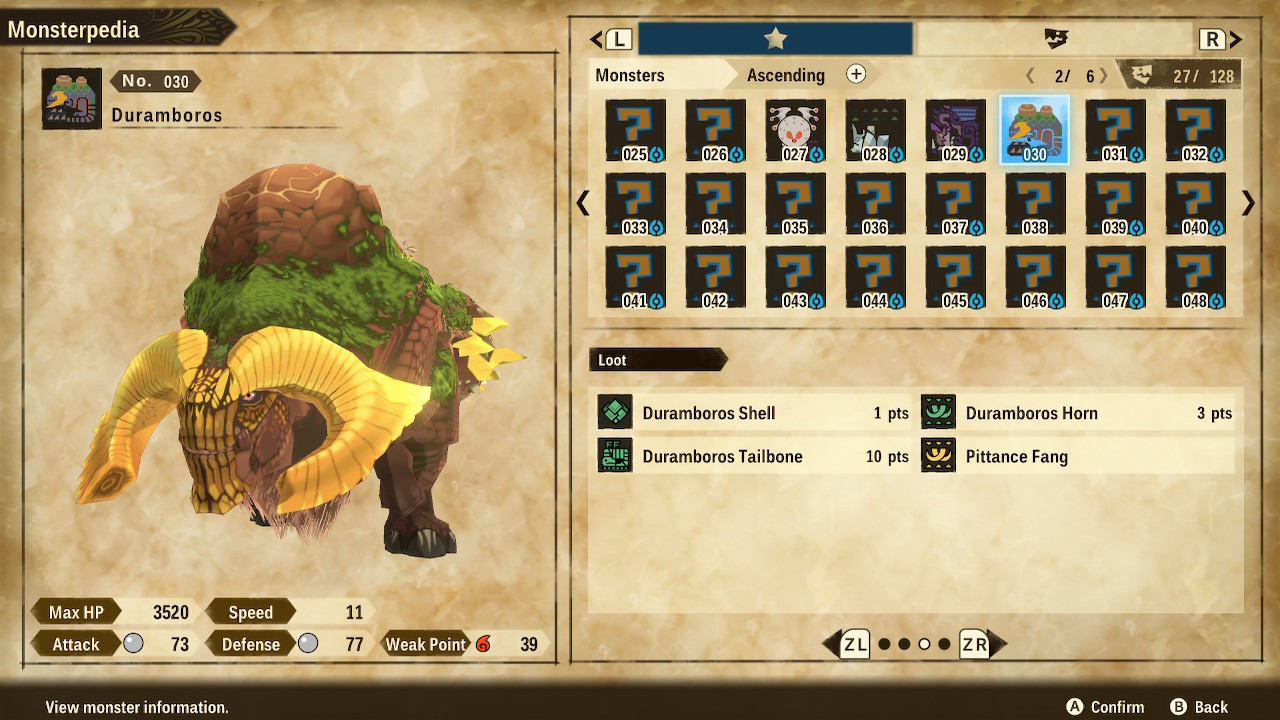 Monsterpedia
No. 030
Duramboros
Max HP 3520 Speed 11
Attack 73 Defense 77 Weak Point 39
L R
Monsters Ascending 2/ 6 27/ 128
025 026 027 028 029 030 031 032
033 034 035 036 037 038 039 040
041 042 043 044 045 046 047 048
Loot
Duramboros Shell 1 pts Duramboros Horn 3 pts
Duramboros Tailbone 10 pts Pittance Fang
ZL ZR
View monster information. A Confirm B Back